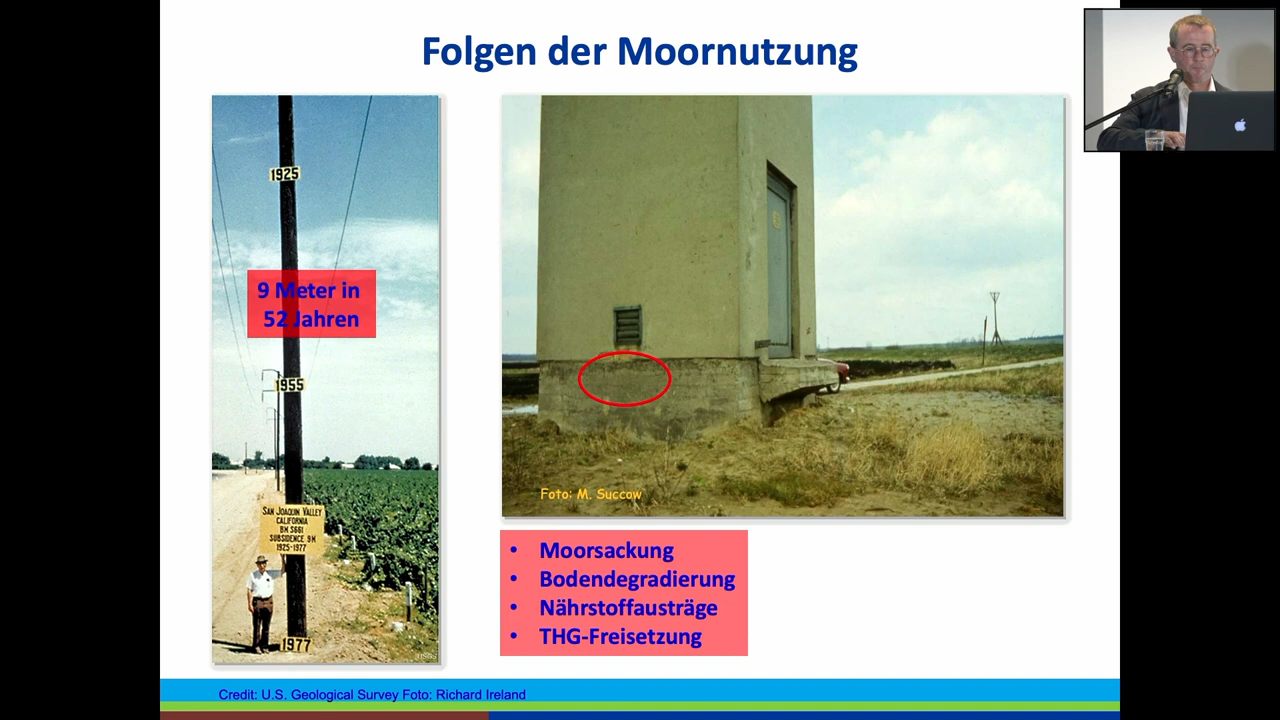 Folgen der Moornutzung
1925
9 Meter in
52 Jahren
1955
SAN JOAQUIN VALLEY
CALIFORNIA
BM S661
SUBSIDENCE 9M
1925-1977
1977
Foto: M. Succow
• Moorsackung
• Bodendegradierung
• Nährstoffausträge
• THG-Freisetzung
Credit: U.S. Geological Survey Foto: Richard Ireland